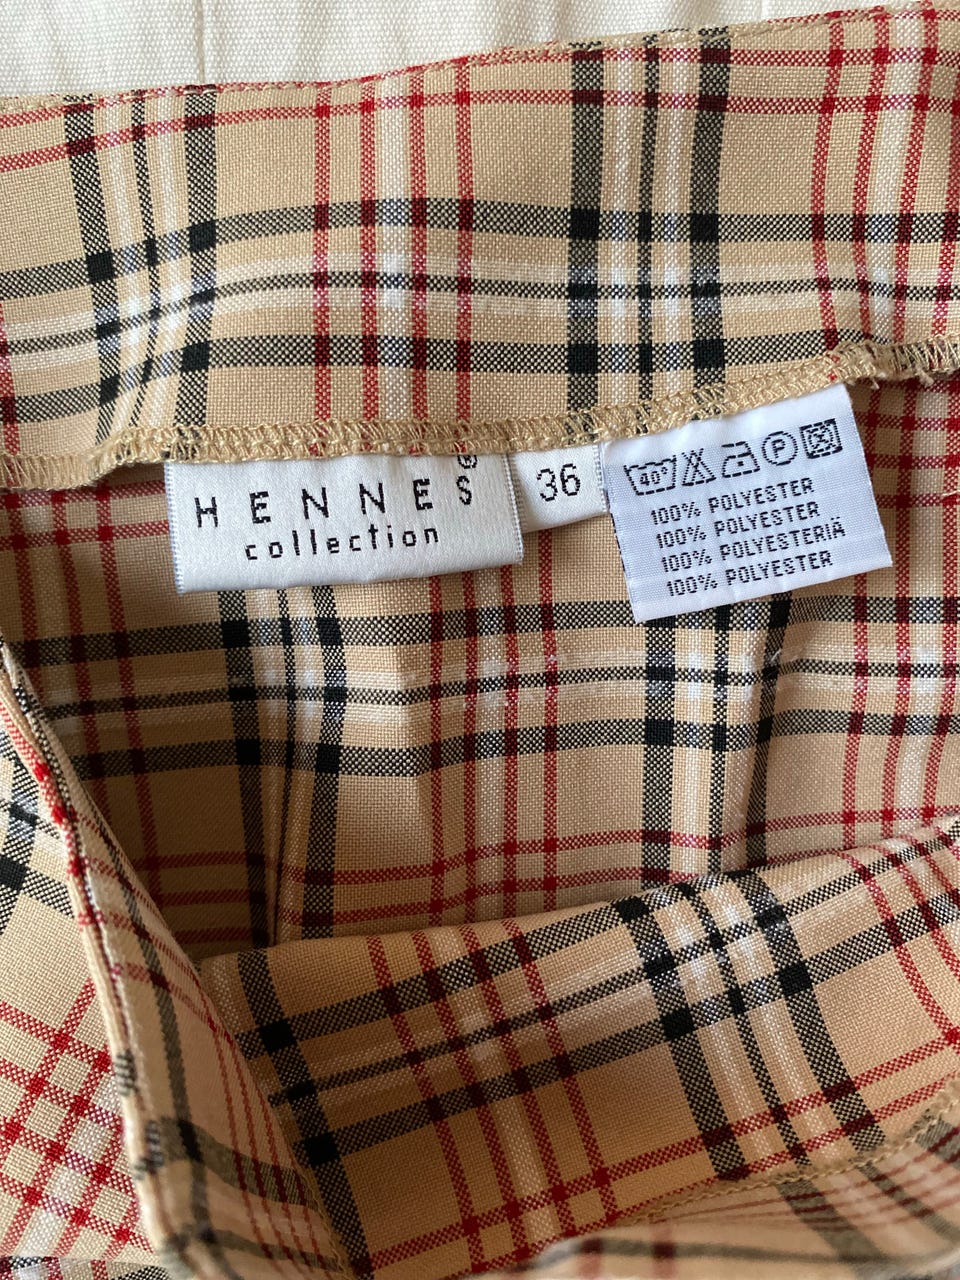 HENNES®
collection
36
40°
P
100% POLYESTER
100% POLYESTER
100% POLYESTERIÄ
100% POLYESTER